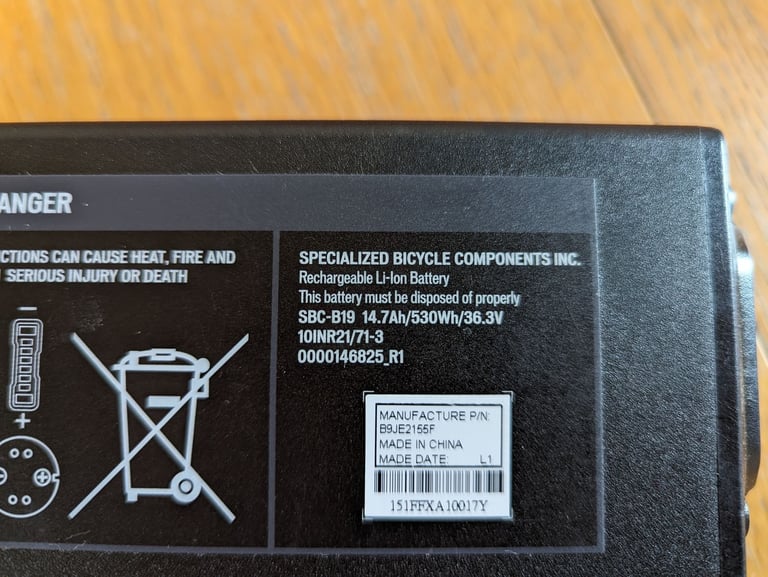 ANGER
CTIONS CAN CAUSE HEAT, FIRE AND
SERIOUS INJURY OR DEATH
SPECIALIZED BICYCLE COMPONENTS INC.
Rechargeable Li-Ion Battery
This battery must be disposed of properly
SBC-B19 14.7Ah/530Wh/36.3V
10INR21/71-3
0000146825_R1
MANUFACTURE P/N:
B9JE2155F
MADE IN CHINA
MADE DATE: L1
151FFXA10017Y